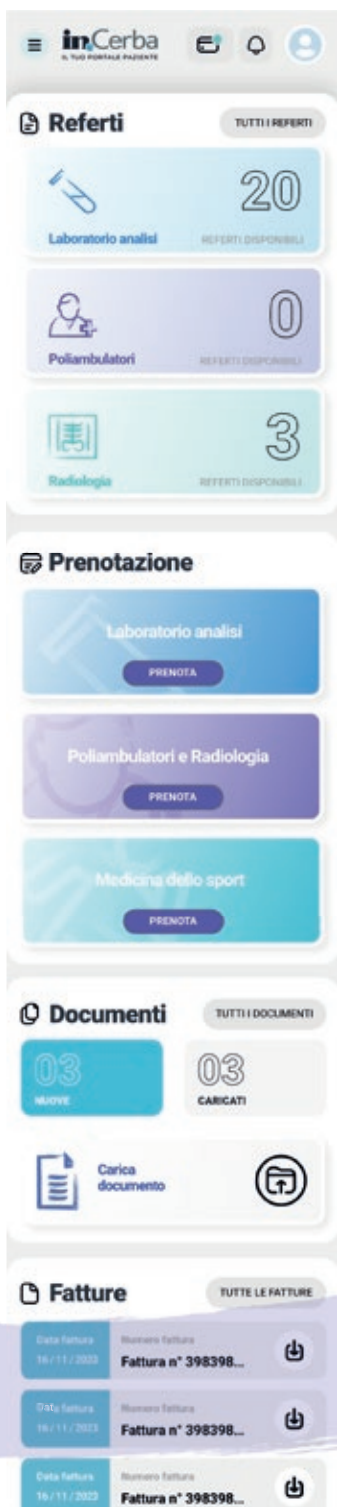 in.Cerba
IL TUO PORTALE PAZIENTE
Referti
TUTTI I REFERTI
20
Laboratorio analisi
REFERTI DISPONIBILI
0
Poliambulatori
REFERTI DISPONIBILI
3
Radiologia
REFERTI DISPONIBILI
Prenotazione
Laboratorio analisi
PRENOTA
Poliambulatori e Radiologia
PRENOTA
Medicina dello sport
PRENOTA
Documenti
TUTTI I DOCUMENTI
03
NUOVE
03
CARICATI
Carica
documento
Fatture
TUTTE LE FATTURE
Data fattura
16/11/2023
Numero fattura
Fattura n° 398398...
Data fattura
16/11/2023
Numero fattura
Fattura n° 398398...
Data fattura
16/11/2023
Numero fattura
Fattura n° 398398...